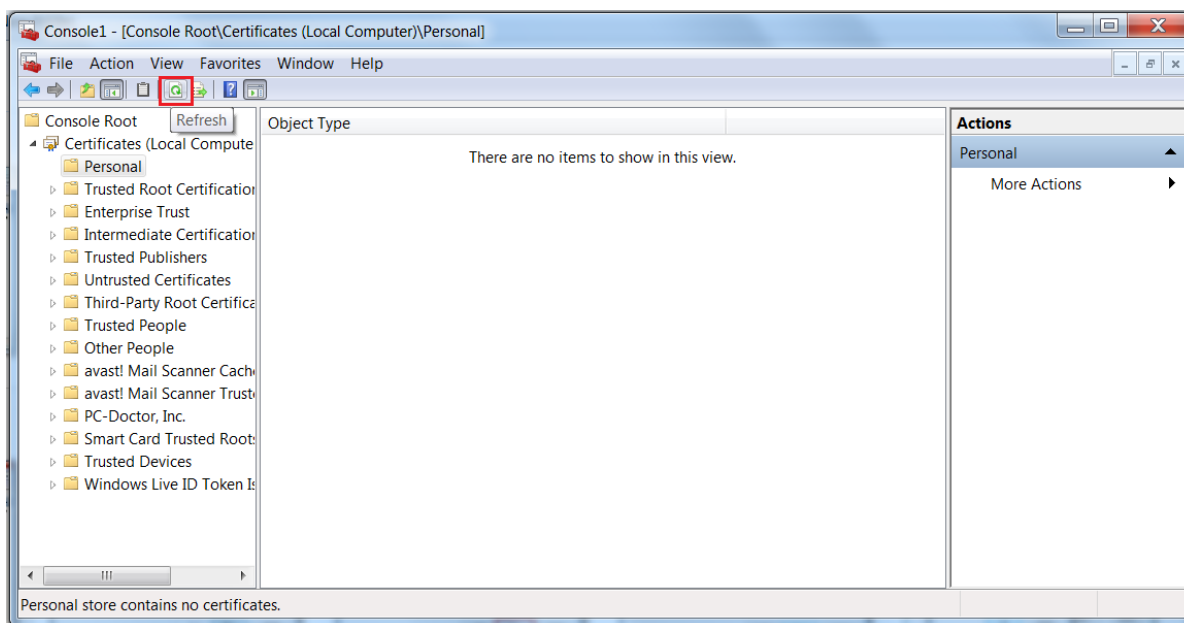 Console1 - [Console Root\Certificates (Local Computer)\Personal]
File Action View Favorites Window Help
Refresh
Console Root
Object Type
Actions
Certificates (Local Compute
There are no items to show in this view.
Personal
Personal
More Actions
Trusted Root Certification
Enterprise Trust
Intermediate Certification
Trusted Publishers
Untrusted Certificates
Third-Party Root Certifica
Trusted People
Other People
avast! Mail Scanner Cach
avast! Mail Scanner Trust
PC-Doctor, Inc.
Smart Card Trusted Roots
Trusted Devices
Windows Live ID Token Is
Personal store contains no certificates.